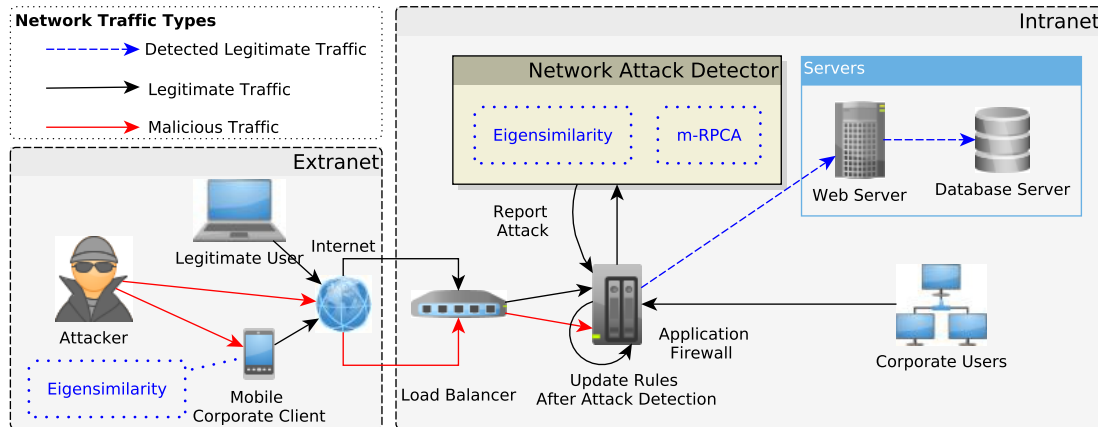 Network Traffic Types
Detected Legitimate Traffic
Legitimate Traffic
Malicious Traffic
Extranet
Legitimate User
Internet
Attacker
Eigensimilarity
Mobile
Corporate Client
Intranet
Network Attack Detector
Eigensimilarity
m-RPCA
Servers
Web Server
Database Server
Report
Attack
Load Balancer
Application
Firewall
Update Rules
After Attack Detection
Corporate Users